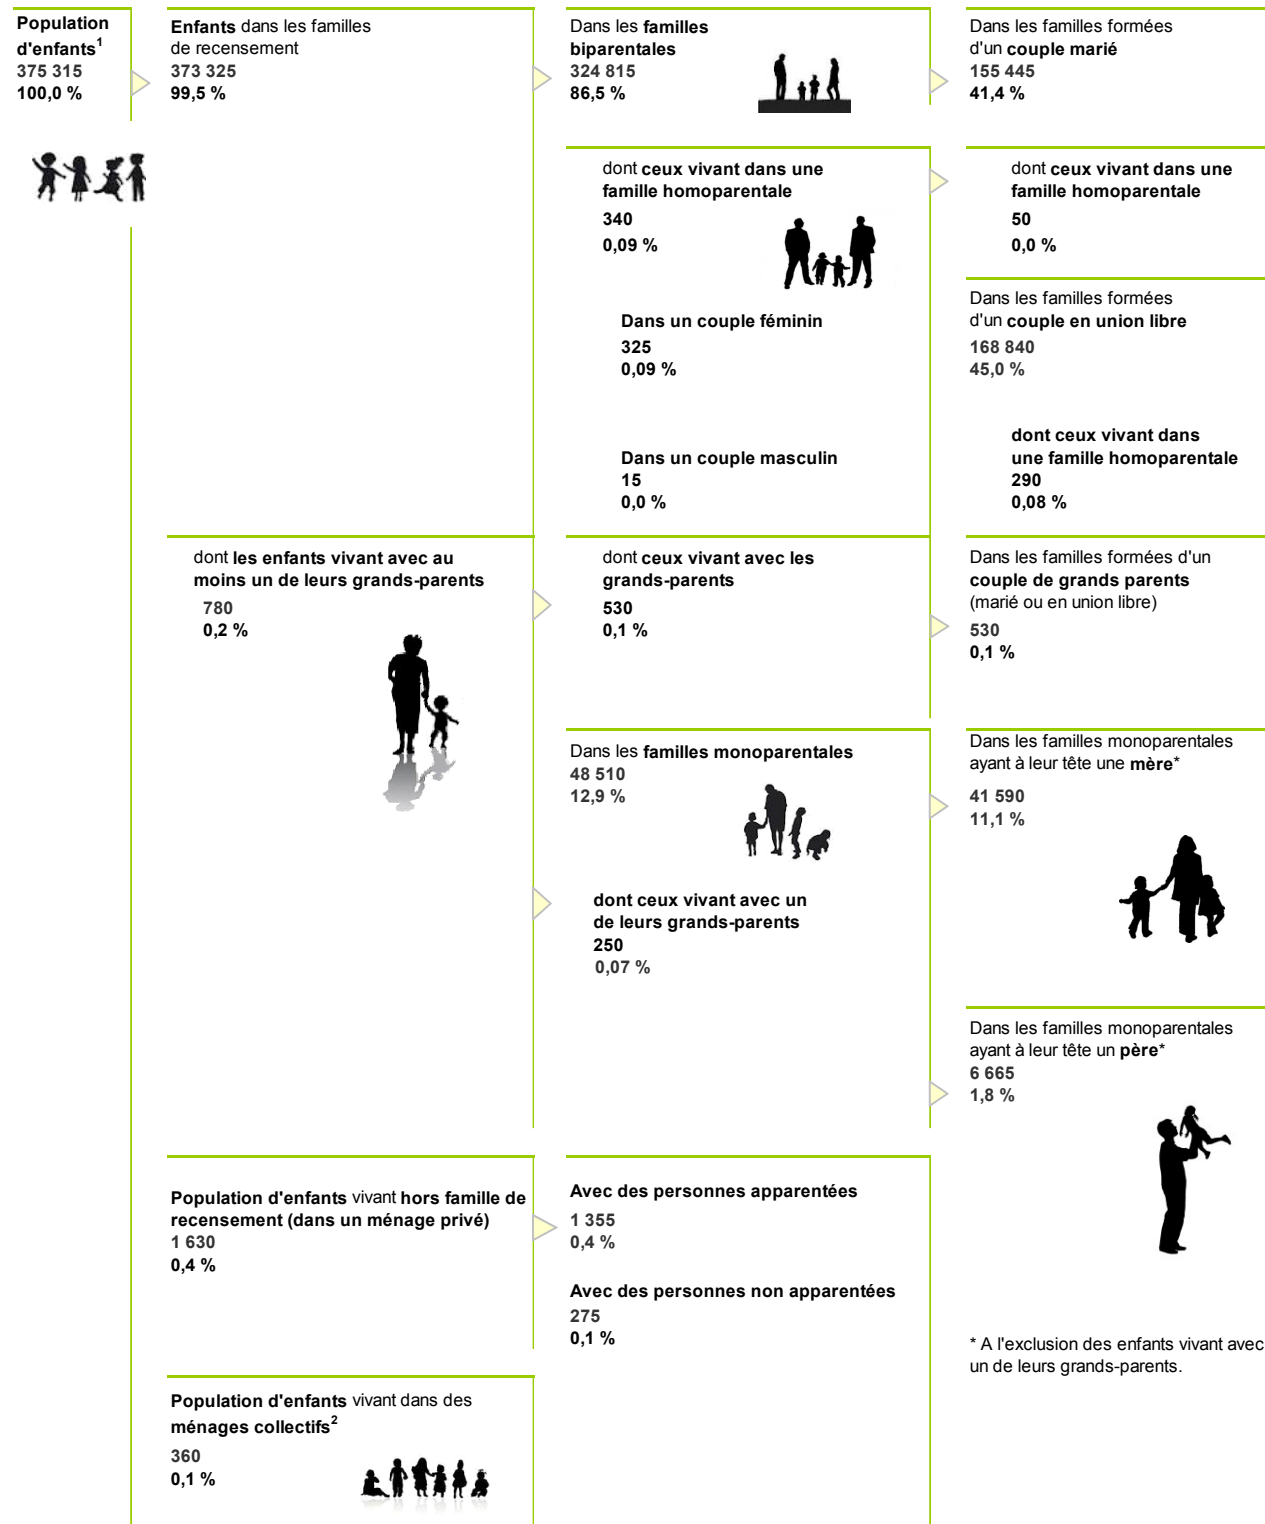 Population
d'enfants1
375 315
100,0 %
Enfants dans les familles
de recensement
373 325
99,5 %
Dans les familles
biparentales
324 815
86,5 %
Dans les familles formées
d'un couple marié
155 445
41,4 %
dont ceux vivant dans une
famille homoparentale
340
0,09 %
dont ceux vivant dans une
famille homoparentale
50
0,0 %
Dans un couple féminin
325
0,09 %
Dans les familles formées
d'un couple en union libre
168 840
45,0 %
Dans un couple masculin
15
0,0 %
dont ceux vivant dans
une famille homoparentale
290
0,08 %
dont les enfants vivant avec au
moins un de leurs grands-parents
780
0,2 %
dont ceux vivant avec les
grands-parents
530
0,1 %
Dans les familles formées d'un
couple de grands parents
(marié ou en union libre)
530
0,1 %
Dans les familles monoparentales
48 510
12,9 %
Dans les familles monoparentales
ayant à leur tête une mère*
41 590
11,1 %
dont ceux vivant avec un
de leurs grands-parents
250
0,07 %
Dans les familles monoparentales
ayant à leur tête un père*
6 665
1,8 %
Population d'enfants vivant hors famille de
recensement (dans un ménage privé)
1 630
0,4 %
Avec des personnes apparentées
1 355
0,4 %
Avec des personnes non apparentées
275
0,1 %
* A l'exclusion des enfants vivant avec
un de leurs grands-parents.
Population d'enfants vivant dans des
ménages collectifs2
360
0,1 %